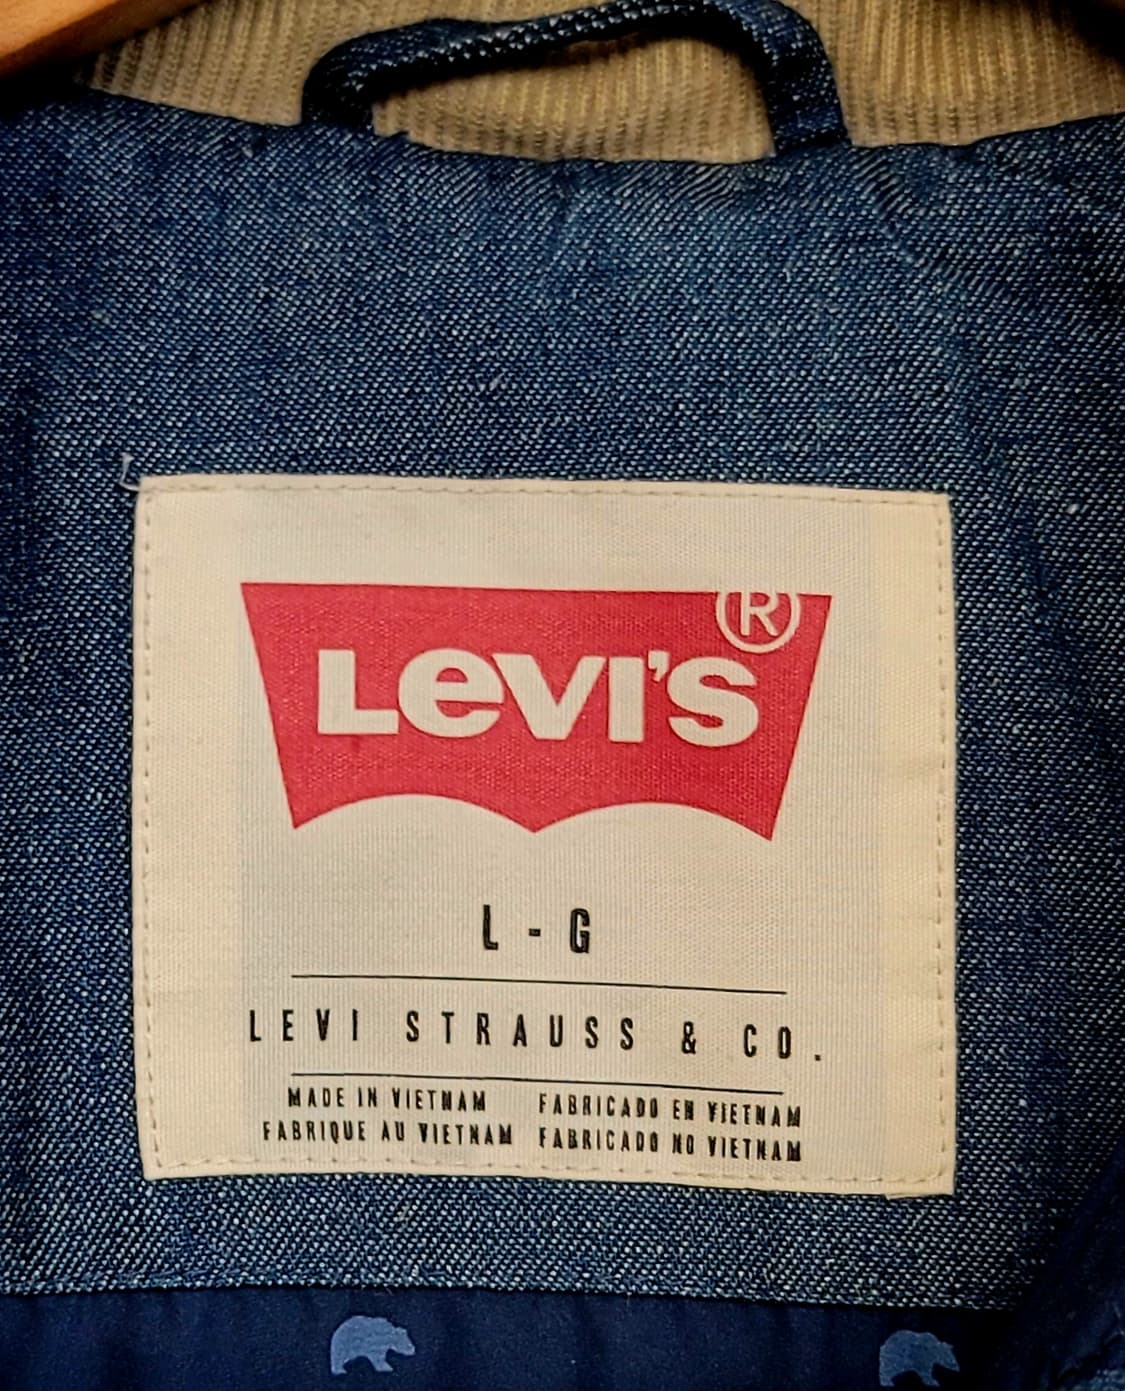 LEVI'S®
L - G
LEVI STRAUSS & CO.
MADE IN VIETNAM FABRICADO EN VIETNAM
FABRIQUE AU VIETNAM FABRICADO NO VIETNAM